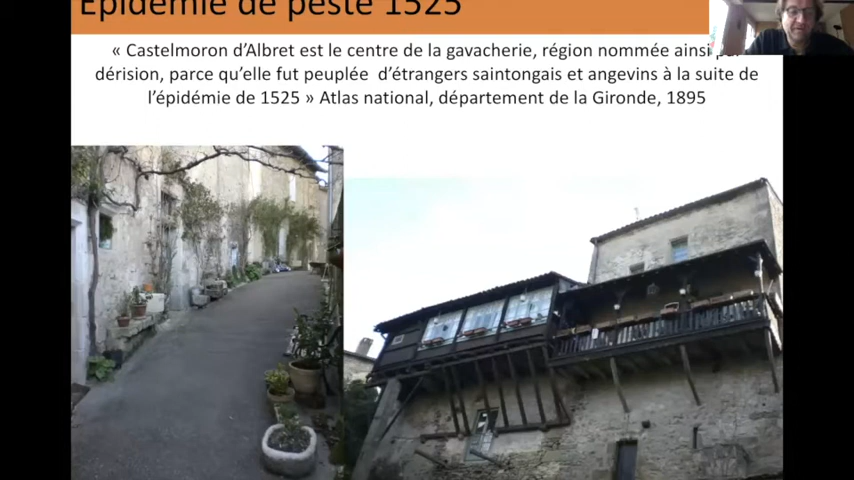 Epidémie de peste 1525
« Castelmoron d’Albret est le centre de la gavacherie, région nommée ainsi par
dérision, parce qu’elle fut peuplée d’étrangers saintongais et angevins à la suite de
l’épidémie de 1525 » Atlas national, département de la Gironde, 1895